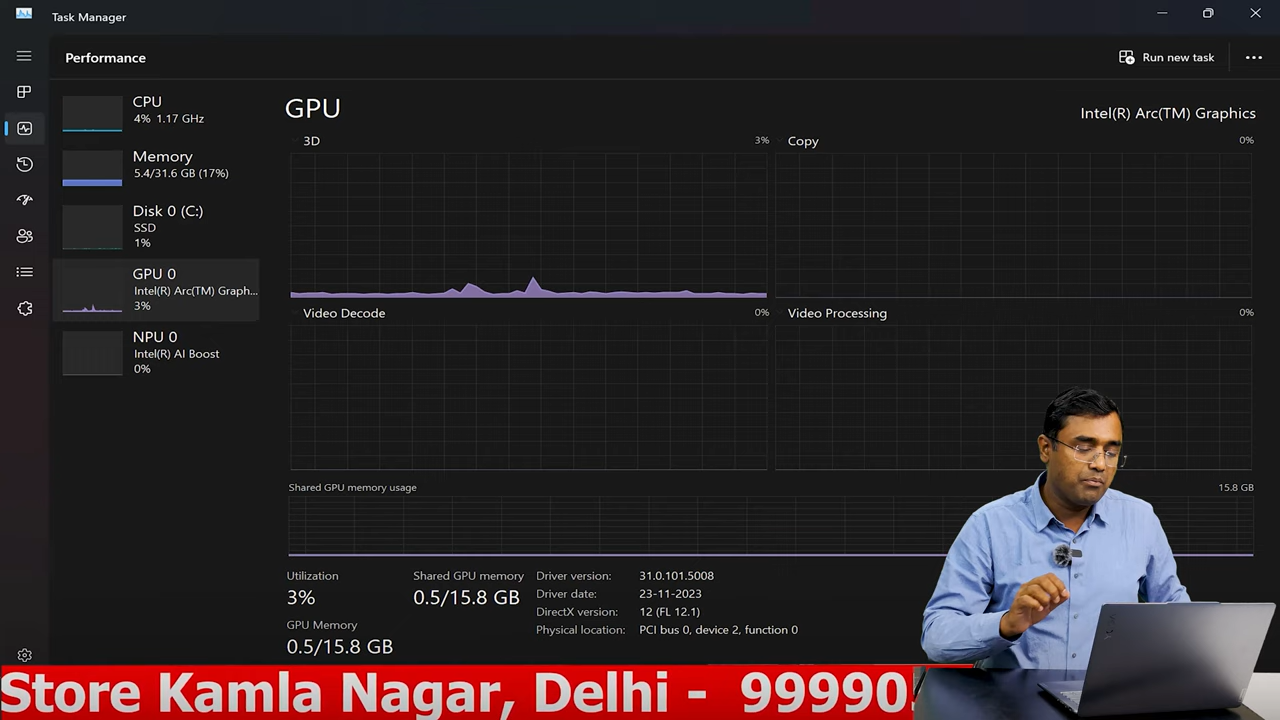 Task Manager
Performance
Run new task
CPU
4% 1.17 GHz
Memory
5.4/31.6 GB (17%)
Disk 0 (C:)
SSD
1%
GPU 0
Intel(R) Arc(TM) Graph...
3%
NPU 0
Intel(R) AI Boost
0%
GPU
Intel(R) Arc(TM) Graphics
3D 3%
Copy 0%
Video Decode 0%
Video Processing 0%
Shared GPU memory usage 15.8 GB
Utilization
3%
Shared GPU memory
0.5/15.8 GB
GPU Memory
0.5/15.8 GB
Driver version: 31.0.101.5008
Driver date: 23-11-2023
DirectX version: 12 (FL 12.1)
Physical location: PCI bus 0, device 2, function 0
Store Kamla Nagar, Delhi - 99990